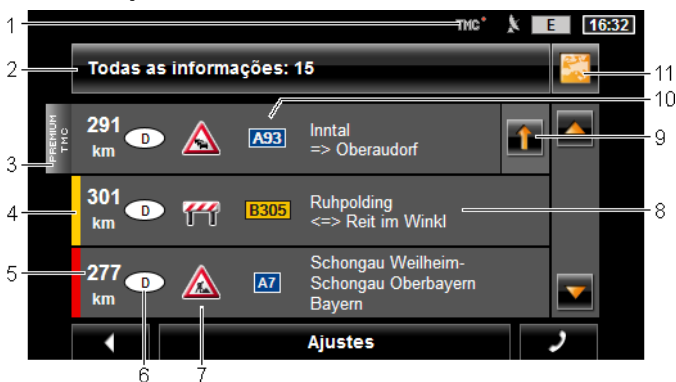 1 TMC E 16:32
2 Todas as informações: 15 11
10
3 PREMIUM TMC 291 km D A93 Inntal 9
=> Oberaudorf
4 301 km D B305 Ruhpolding 8
<=> Reit im Winkl
5 277 km D A7 Schongau Weilheim-
Schongau Oberbayern
Bayern
Ajustes
6 7